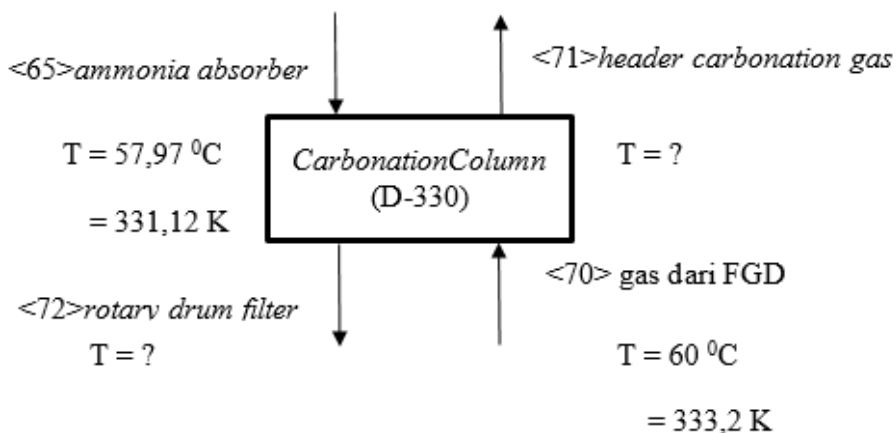 <65>ammonia absorber
T = 57,97 ⁰C
= 331,12 K
<71>header carbonation gas
T = ?
CarbonationColumn
(D-330)
<72>rotary drum filter
T = ?
<70> gas dari FGD
T = 60 ⁰C
= 333,2 K